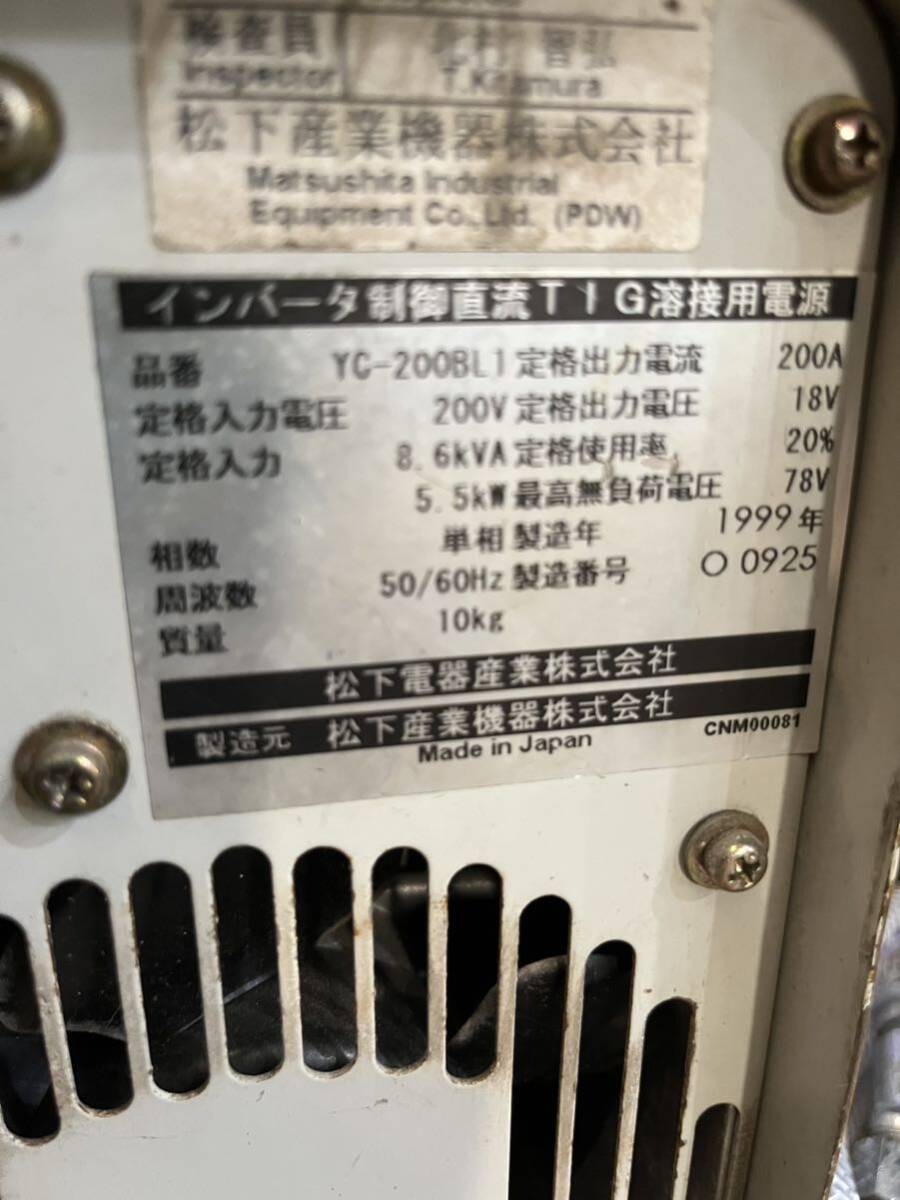 検査員 北村 智弘
Inspector T.Kitamura
松下産業機器株式会社
Matsushita Industrial
Equipment Co.,Ltd. (PDW)
インバータ制御直流TIG溶接用電源
品番 YC-200BL1 定格出力電流 200A
定格入力電圧 200V 定格出力電圧 18V
定格入力 8.6kVA 定格使用率 20%
5.5kW 最高無負荷電圧 78V
相数 単相 製造年 1999年
周波数 50/60Hz 製造番号 O 0925
質量 10kg
松下電器産業株式会社
製造元 松下産業機器株式会社
Made in Japan CNM00081